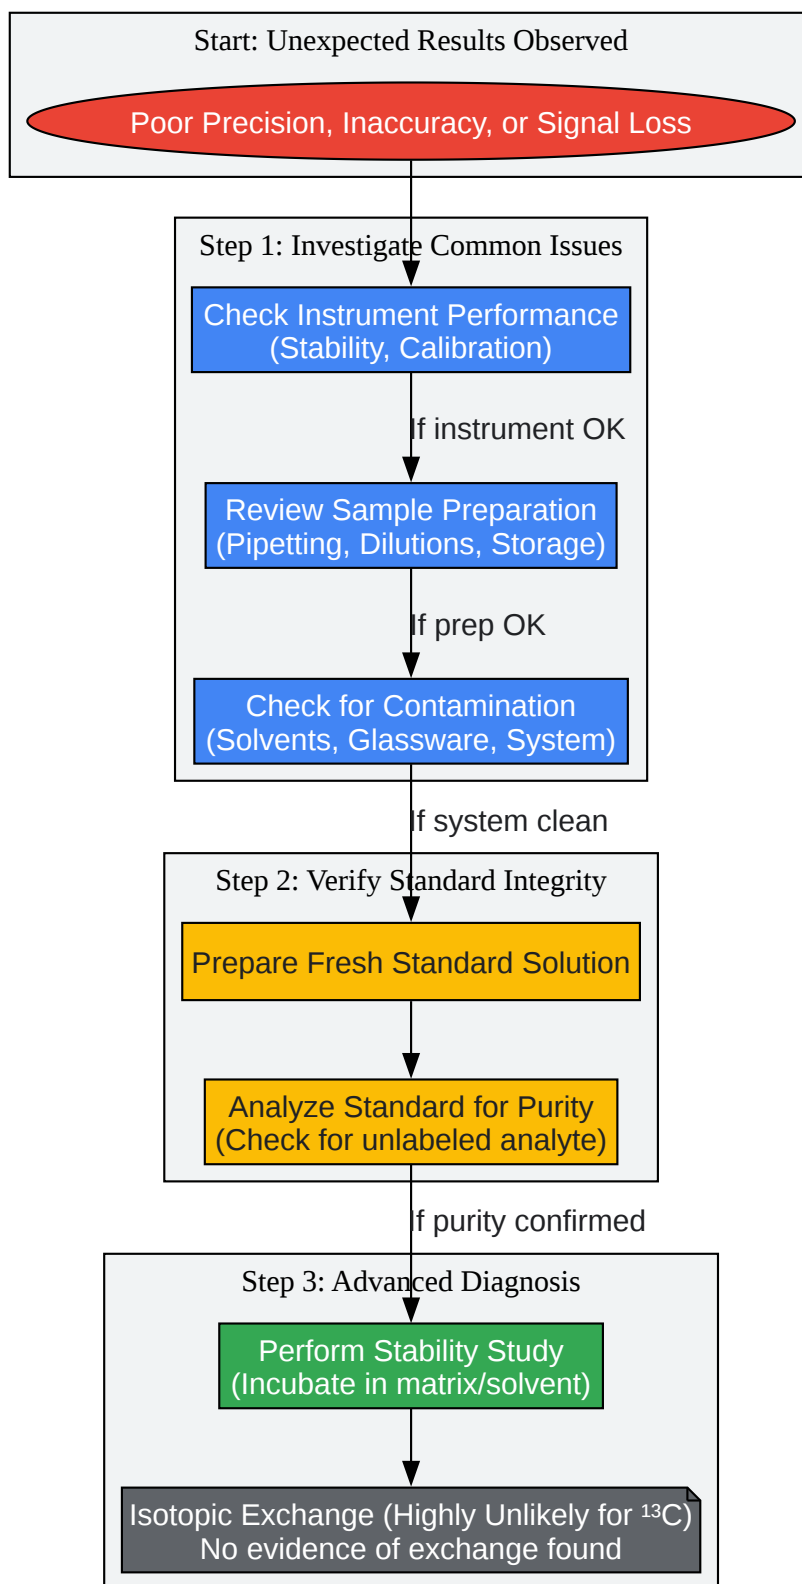 Start: Unexpected Results Observed
Poor Precision, Inaccuracy, or Signal Loss
Step 1: Investigate Common Issues
Check Instrument Performance
(Stability, Calibration)
If instrument OK
Review Sample Preparation
(Pipetting, Dilutions, Storage)
If prep OK
Check for Contamination
(Solvents, Glassware, System)
If system clean
Step 2: Verify Standard Integrity
Prepare Fresh Standard Solution
Analyze Standard for Purity
(Check for unlabeled analyte)
If purity confirmed
Step 3: Advanced Diagnosis
Perform Stability Study
(Incubate in matrix/solvent)
Isotopic Exchange (Highly Unlikely for ¹³C)
No evidence of exchange found